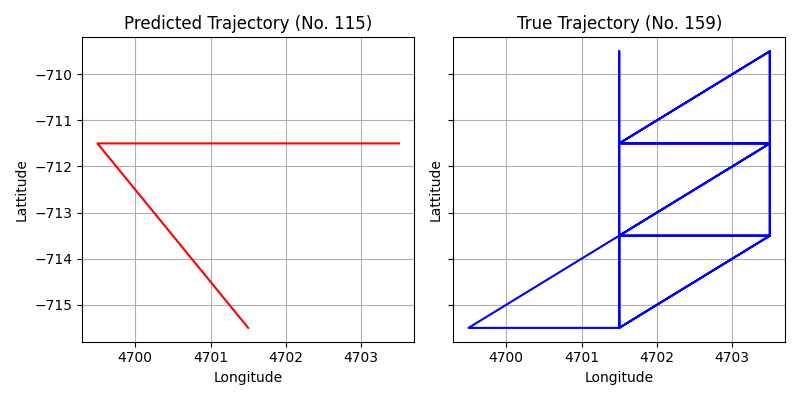 Predicted Trajectory (No. 115)
True Trajectory (No. 159)
−710
−711
−712
−713
−714
−715
Lattitude
Lattitude
4700 4701 4702 4703
4700 4701 4702 4703
Longitude
Longitude